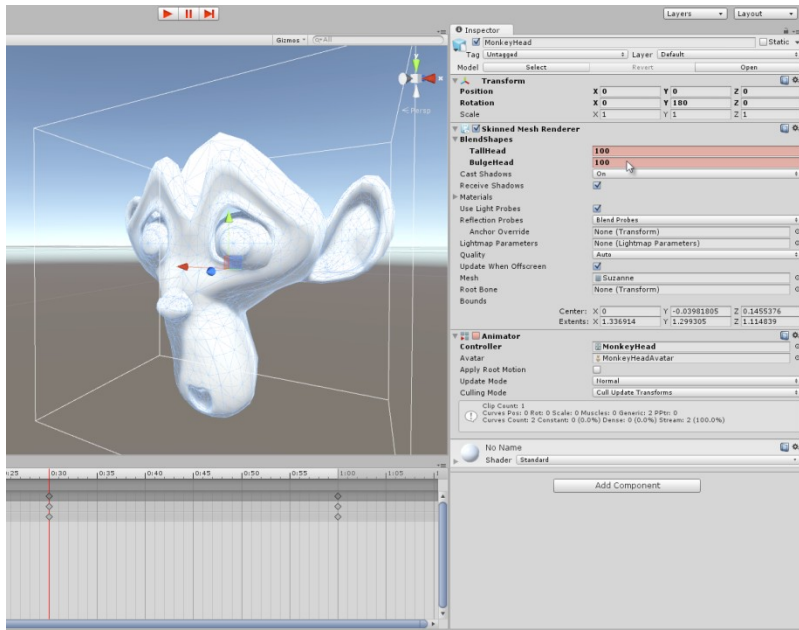 Layers Layout
Gizmos All
Persp
Inspector
MonkeyHead Static
Tag Untagged Layer Default
Model Select Revert Open
Transform
Position X 0 Y 0 Z 0
Rotation X 0 Y 180 Z 0
Scale X 1 Y 1 Z 1
Skinned Mesh Renderer
BlendShapes
TallHead 100
BulgeHead 100
Cast Shadows On
Receive Shadows
Materials
Use Light Probes
Reflection Probes Blend Probes
Anchor Override None (Transform)
Lightmap Parameters None (Lightmap Parameters)
Quality Auto
Update When Offscreen
Mesh Suzanne
Root Bone None (Transform)
Bounds
Center: X 0 Y -0.03981805 Z 0.1455376
Extents: X 1.336914 Y 1.299305 Z 1.114839
Animator
Controller MonkeyHead
Avatar MonkeyHeadAvatar
Apply Root Motion
Update Mode Normal
Culling Mode Cull Update Transforms
Clip Count: 1
Curves Pos: 0 Rot: 0 Scale: 0 Muscles: 0 Generic: 2 PPtr: 0
Curves Count: 2 Constant: 0 (0.0%) Dense: 0 (0.0%) Stream: 2 (100.0%)
No Name
Shader Standard
Add Component
0:25 0:30 0:35 0:40 0:45 0:50 0:55 1:00 1:05